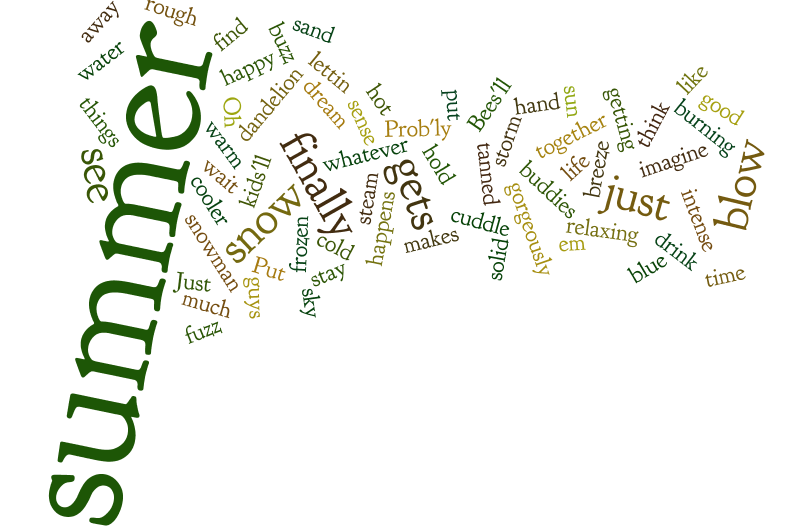 away
rough
find
buzz
sand
water
happy
lettin
dandelion
dream
things
Oh
sense
hot
put
Bees'll
hand
sun
getting
like
good
think
burning
warm
Prob'ly
storm
together
summer
see
wait
kids'll
finally
whatever
hold
tanned
life
breeze
imagine
cooler
snow
steam
gets
buddies
just
blow
snowman
frozen
cold
happens
makes
cuddle
gorgeously
solid
relaxing
em
intense
drink
Just
Put
stay
blue
time
much
guys
sky
fuzz